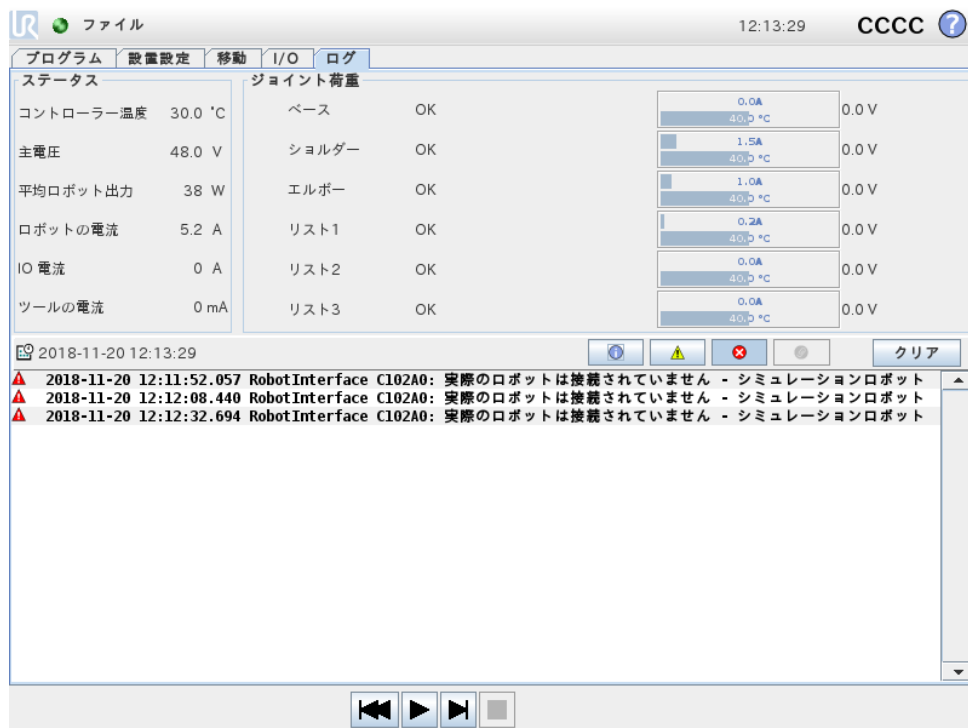 UR ファイル 12:13:29 CCCC ?
プログラム 設置設定 移動 I/O ログ
ステータス ジョイント荷重
コントローラー温度 30.0 °C
主電圧 48.0 V
平均ロボット出力 38 W
ロボットの電流 5.2 A
IO 電流 0 A
ツールの電流 0 mA
ベース OK 0.0A 40.0 °C 0.0 V
ショルダー OK 1.5A 40.0 °C 0.0 V
エルボー OK 1.0A 40.0 °C 0.0 V
リスト1 OK 0.2A 40.0 °C 0.0 V
リスト2 OK 0.0A 40.0 °C 0.0 V
リスト3 OK 0.0A 40.0 °C 0.0 V
2018-11-20 12:13:29 クリア
2018-11-20 12:11:52.057 RobotInterface C102A0: 実際のロボットは接続されていません - シミュレーションロボット
2018-11-20 12:12:08.440 RobotInterface C102A0: 実際のロボットは接続されていません - シミュレーションロボット
2018-11-20 12:12:32.694 RobotInterface C102A0: 実際のロボットは接続されていません - シミュレーションロボット